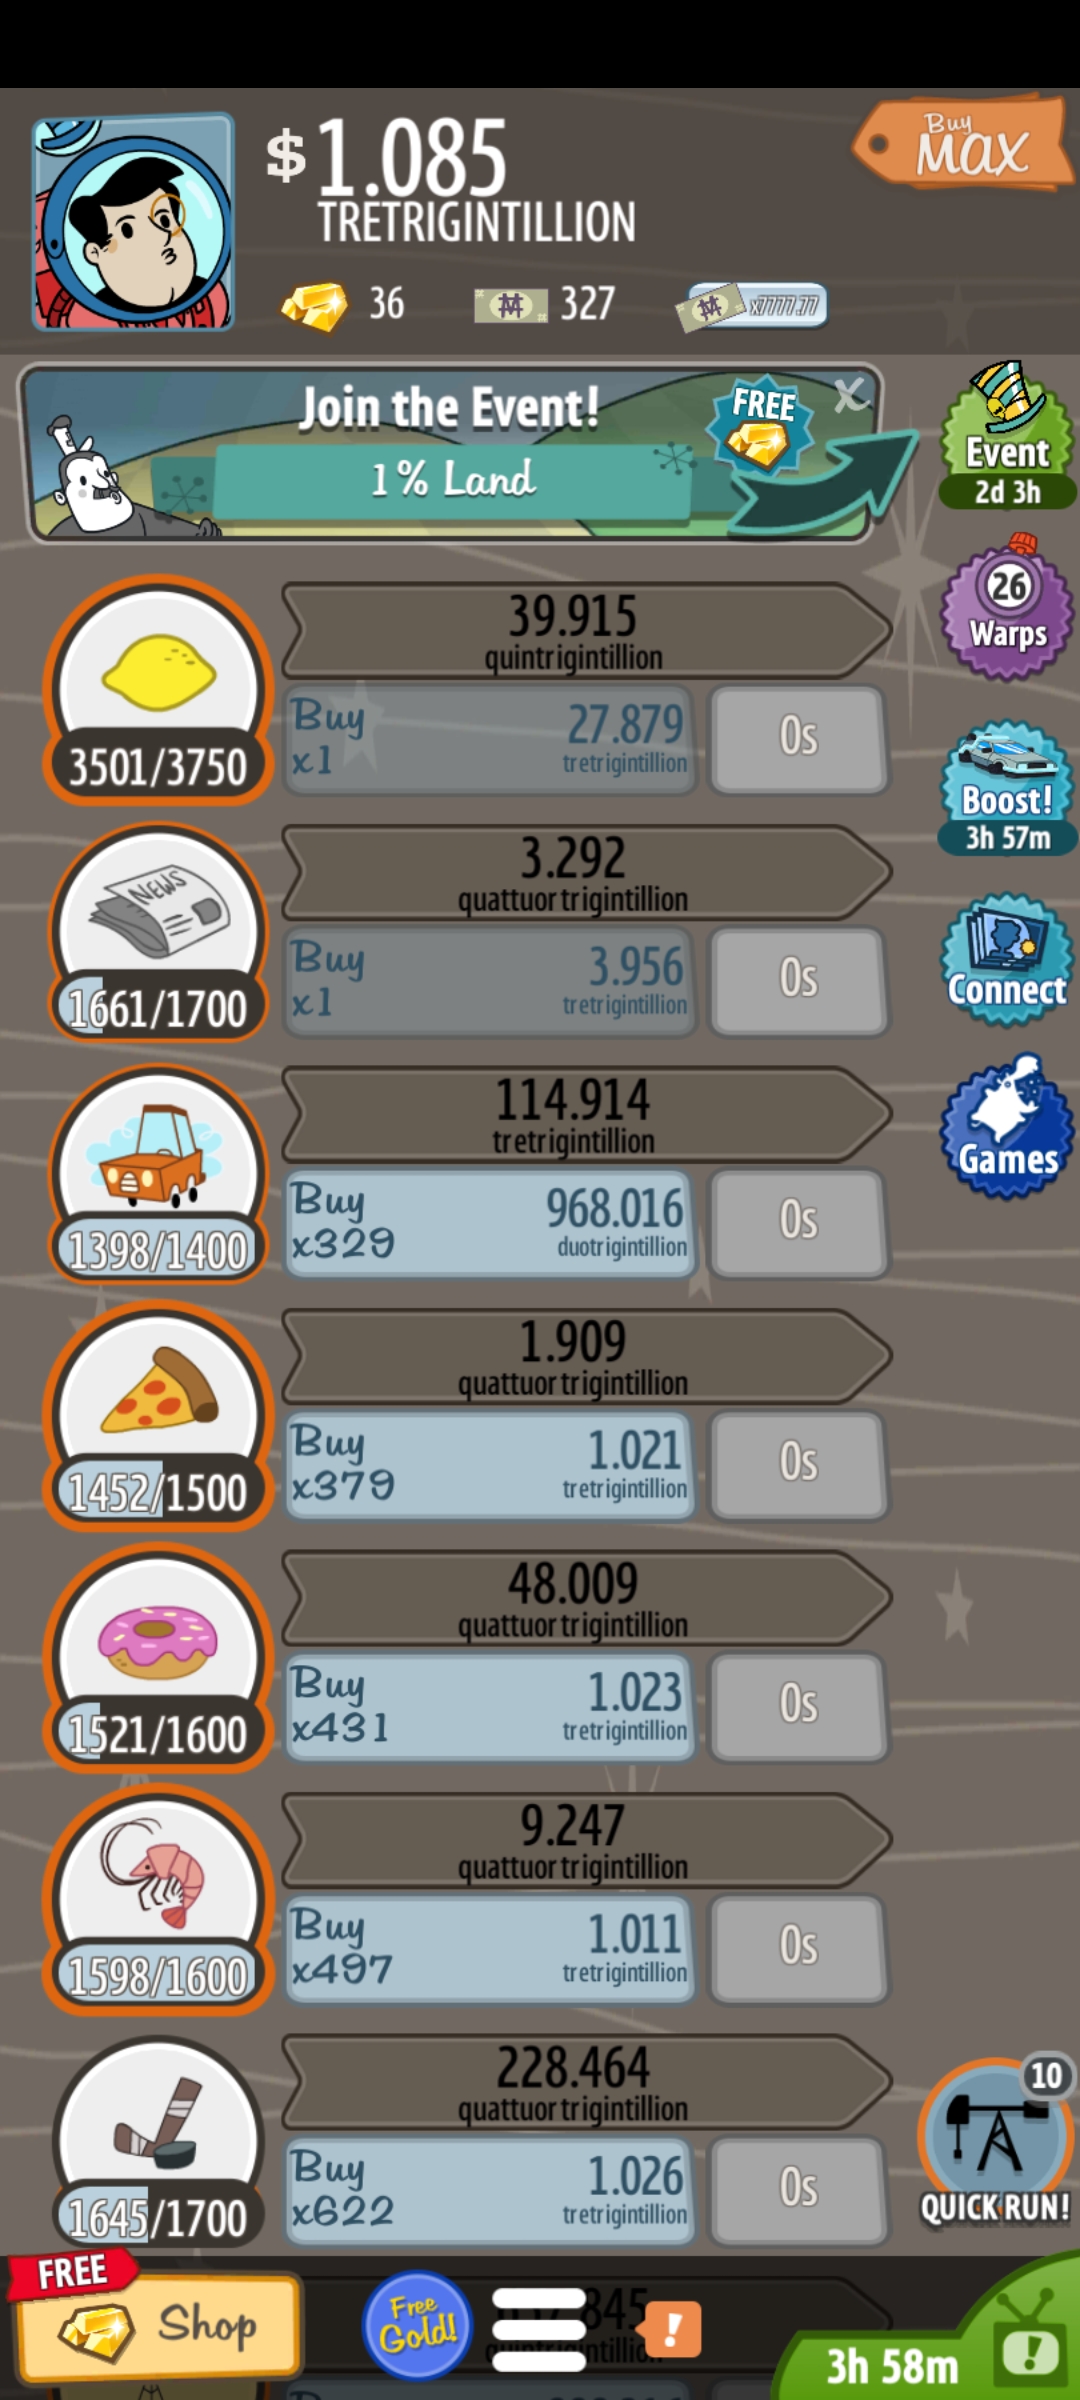 $1.085
TRETRIGINTILLION
Buy
MAX
36
327
x7777.77
Join the Event!
1% Land
FREE
X
Event
2d 3h
26
Warps
39.915
quintrigintillion
3501/3750
Buy
x1
27.879
tretrigintillion
0s
Boost!
3h 57m
NEWS
1661/1700
3.292
quattuortrigintillion
Buy
x1
3.956
tretrigintillion
0s
Connect
1398/1400
114.914
tretrigintillion
Buy
x329
968.016
duotrigintillion
0s
Games
1452/1500
1.909
quattuortrigintillion
Buy
x379
1.021
tretrigintillion
0s
1521/1600
48.009
quattuortrigintillion
Buy
x431
1.023
tretrigintillion
0s
1598/1600
9.247
quattuortrigintillion
Buy
x497
1.011
tretrigintillion
0s
1645/1700
228.464
quattuortrigintillion
Buy
x622
1.026
tretrigintillion
0s
10
QUICK RUN!
FREE
Shop
Free
Gold!
!
3h 58m
!